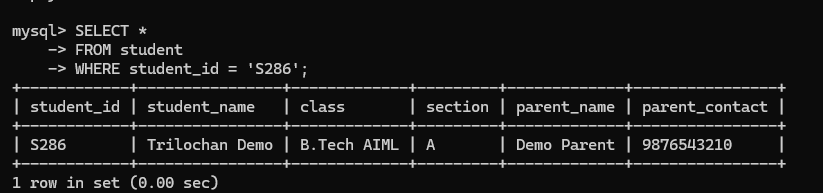 mysql> SELECT *
    -> FROM student
    -> WHERE student_id = 'S286';
+------------+----------------+-------------+---------+-------------+----------------+
| student_id | student_name   | class       | section | parent_name | parent_contact |
+------------+----------------+-------------+---------+-------------+----------------+
| S286       | Trilochan Demo | B.Tech AIML | A       | Demo Parent | 9876543210     |
+------------+----------------+-------------+---------+-------------+----------------+
1 row in set (0.00 sec)